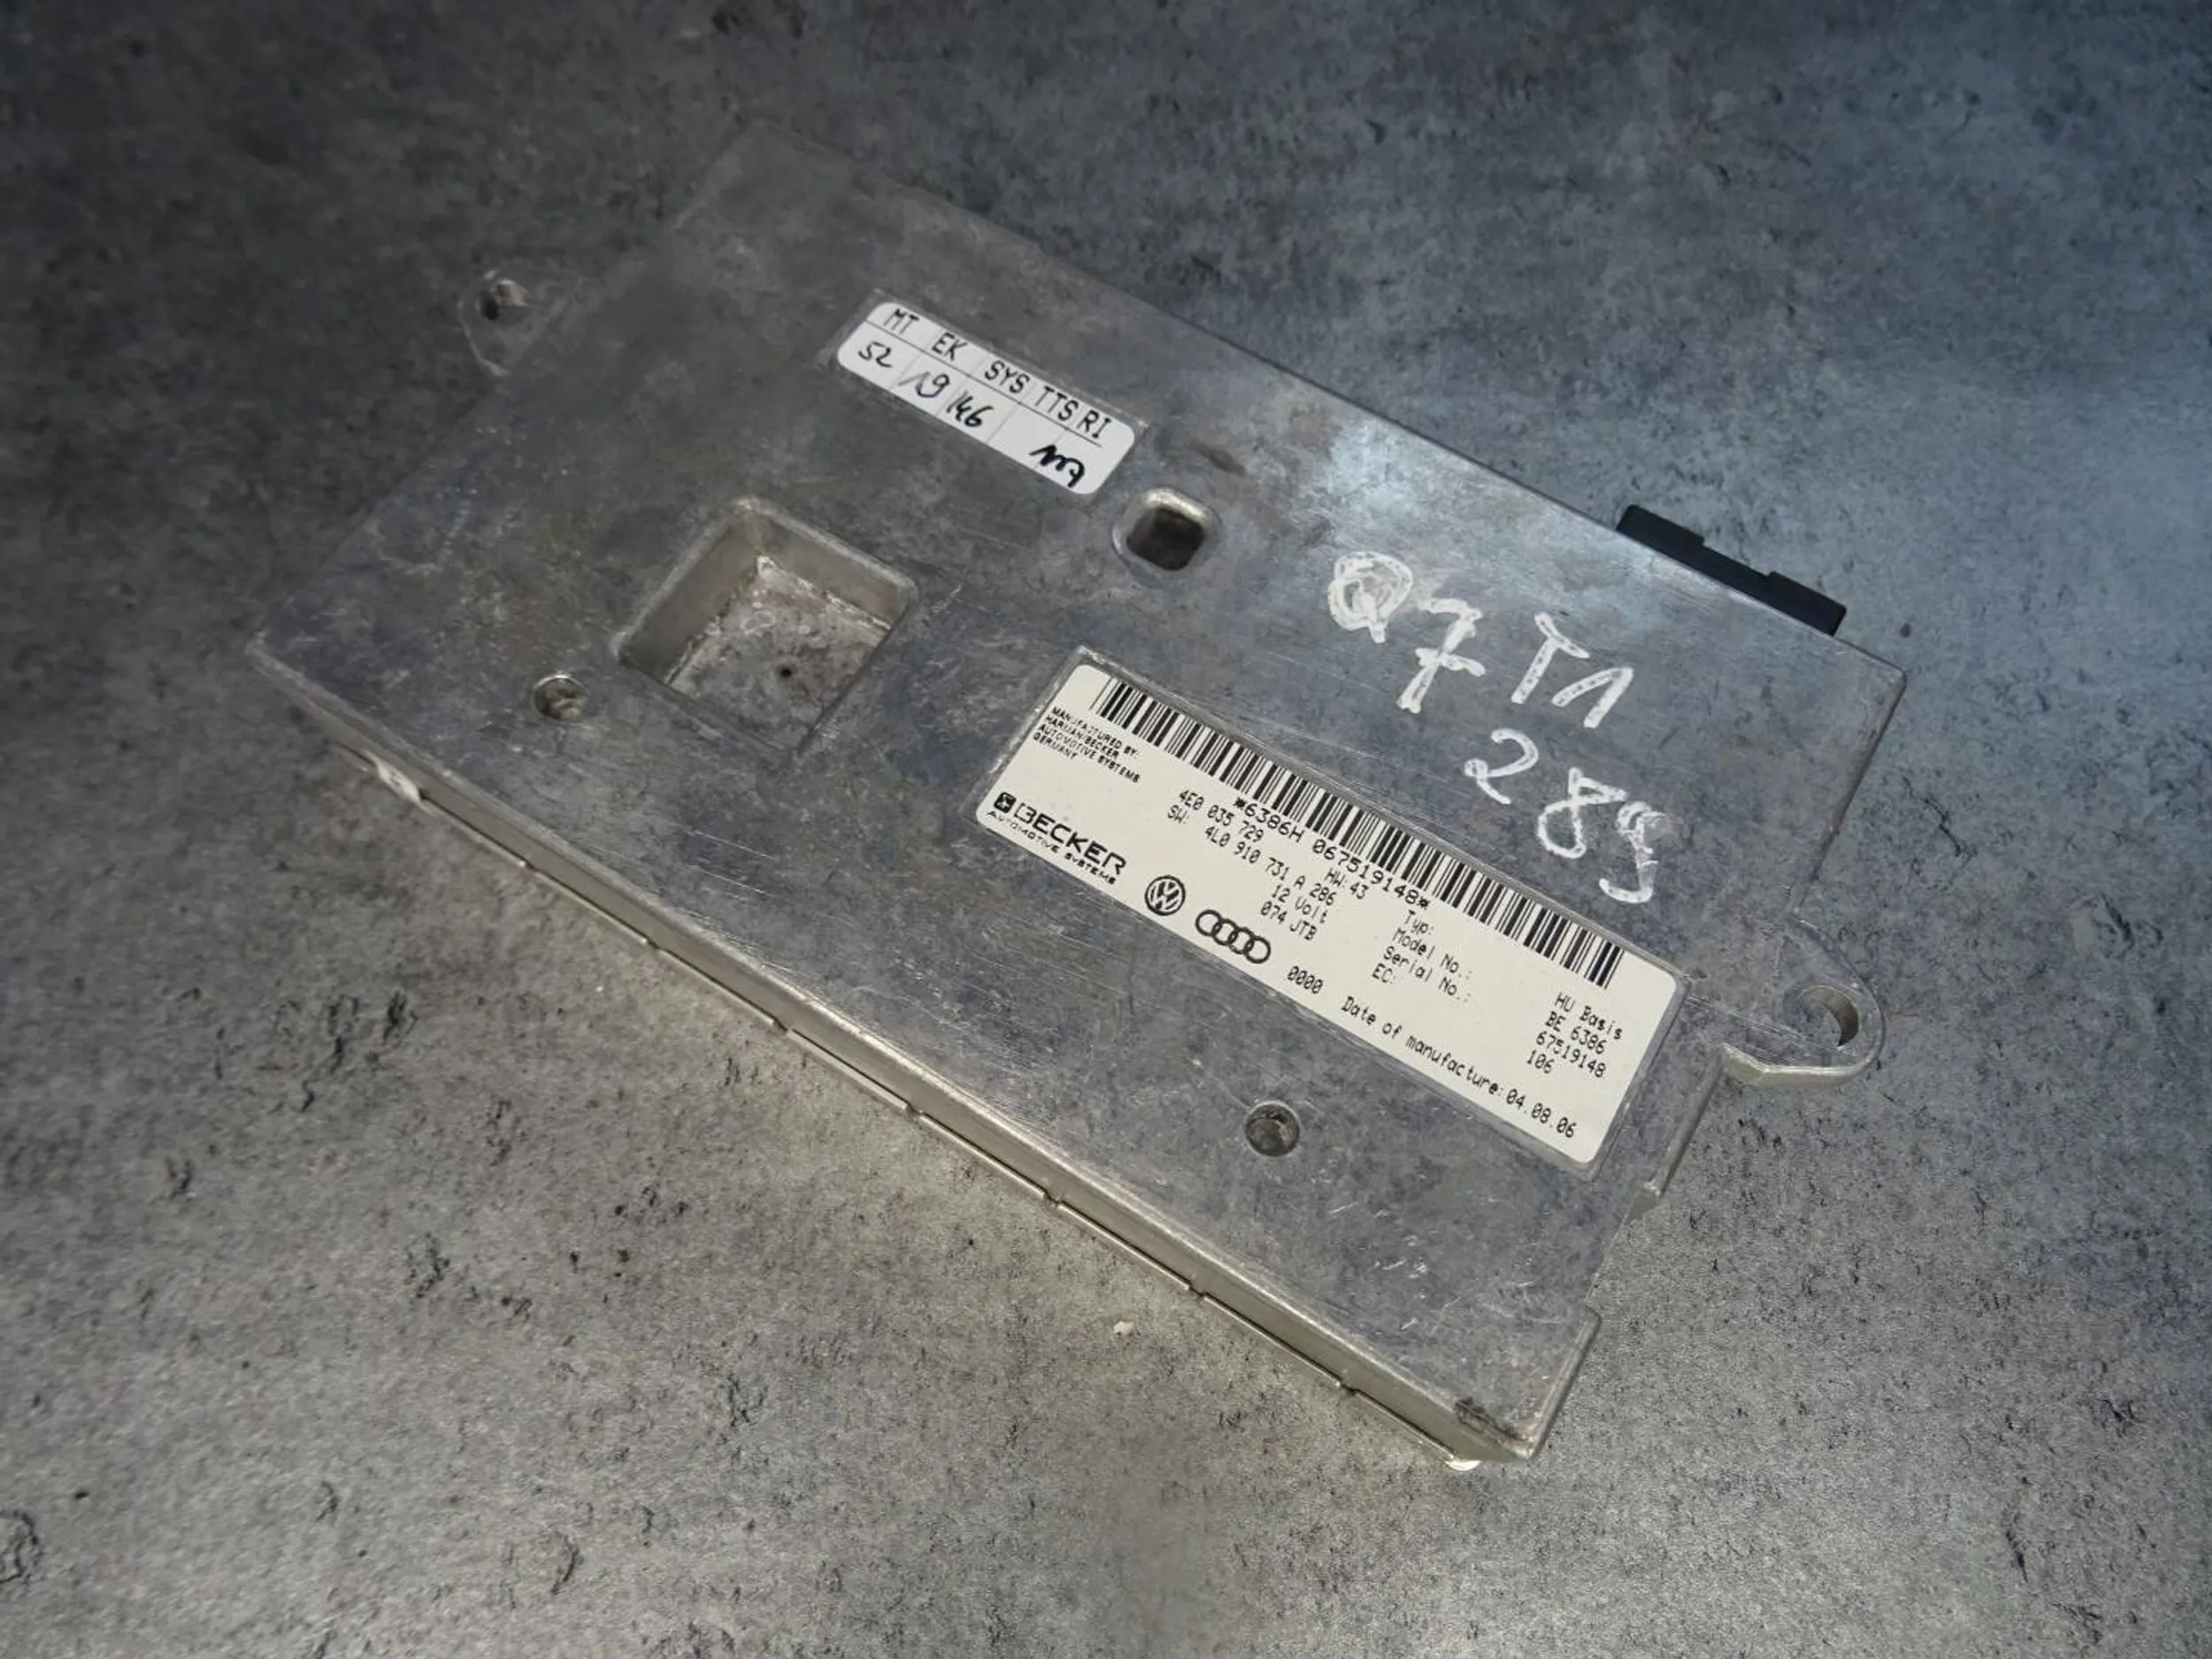 MT EK SYS TTS RI
52 19 46
Q7 T1
289
MANUFACTURED BY:
HARMAN/BECKER
AUTOMOTIVE SYSTEMS
GERMANY
*6386H 067519148*
4E0 035 729 HW: 43 Typ: HU Basis
SW: 4L0 910 731 A 286 Model No.: BE 6386
12 Volt Serial No.: 67519148
074 JTB EC: 106
BECKER
AUTOMOTIVE SYSTEMS
0000 Date of manufacture: 04.08.06